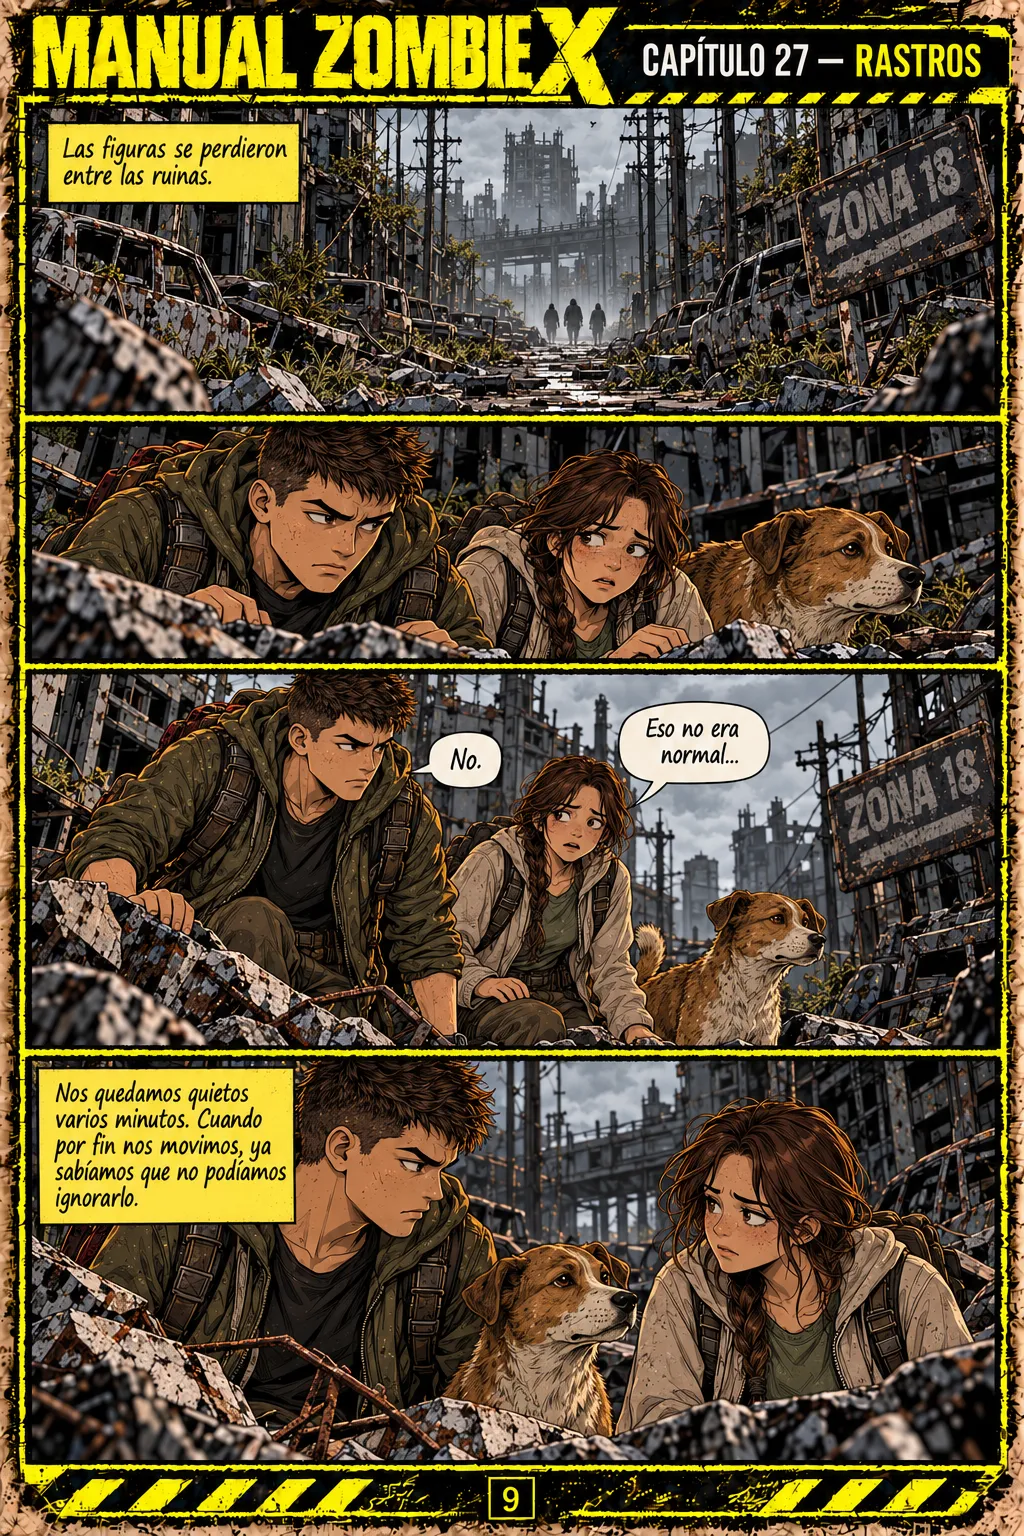 MANUAL ZOMBIE X
CAPÍTULO 27 — RASTROS
Las figuras se perdieron
entre las ruinas.
ZONA 18
No.
Eso no era
normal...
ZONA 18
Nos quedamos quietos
varios minutos. Cuando
por fin nos movimos, ya
sabíamos que no podíamos
ignorarlo.
9